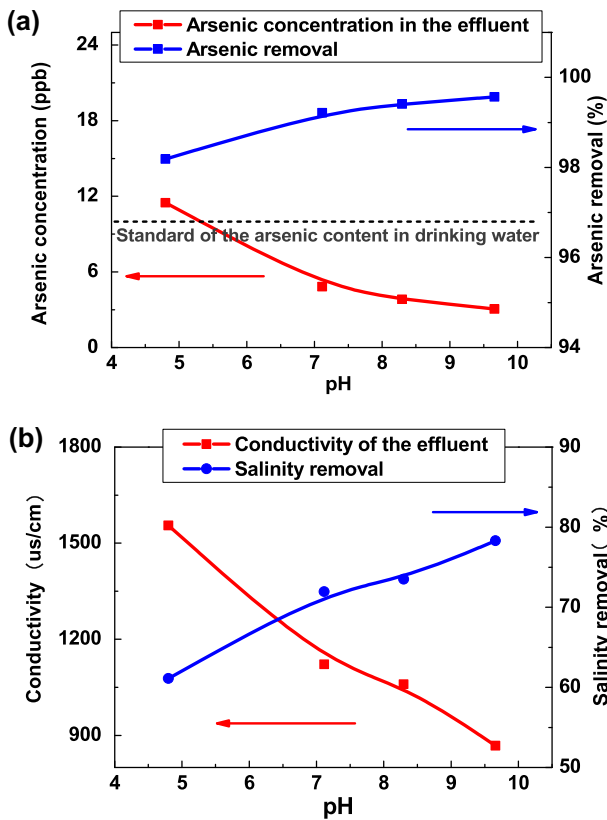 (a)
Arsenic concentration in the effluent
Arsenic removal
Arsenic concentration (ppb)
24
18
12
6
0
Standard of the arsenic content in drinking water
100
98
96
94
Arsenic removal (%)
4 5 6 7 8 9 10
pH
(b)
Conductivity of the effluent
Salinity removal
Conductivity (us/cm)
1800
1500
1200
900
90
80
70
60
50
Salinity removal( %)
4 5 6 7 8 9 10
pH